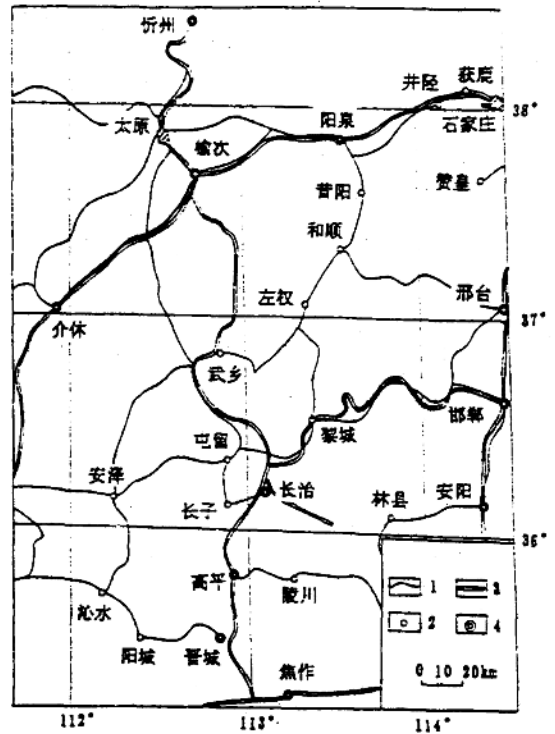 忻州
获鹿
井陉
38°
石家庄
太原
阳泉
榆次
赞皇
昔阳
和顺
左权
邢台
介休
37°
武乡
邯郸
黎城
屯留
安泽
长治
林县
安阳
长子
36°
高平
陵川
1
3
2
4
沁水
阳城
晋城
焦作
0 10 20km
112°
113°
114°